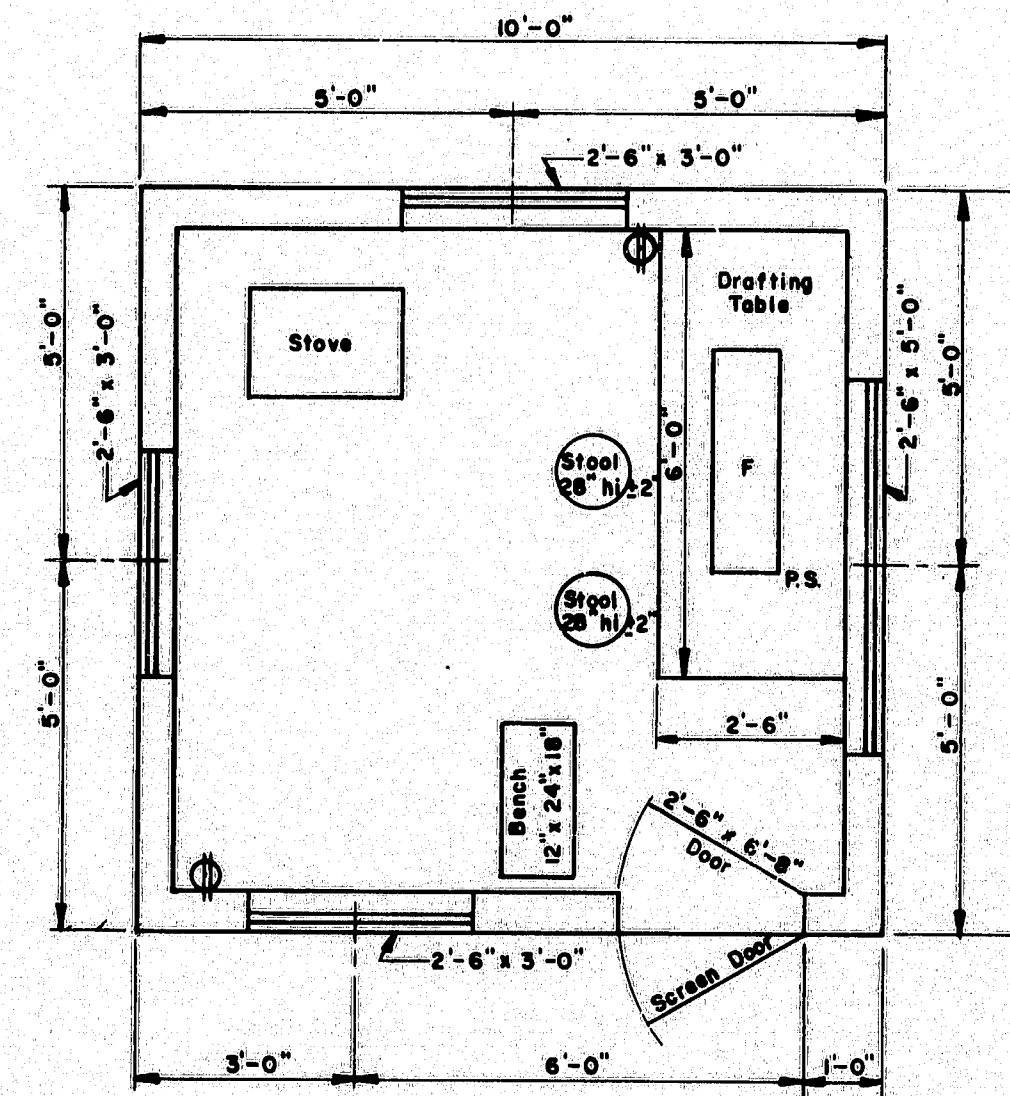 10'-0"
5'-0"
5'-0"
2'-6" x 3'-0"
5'-0"
2'-6" x 3'-0"
Drafting
Table
2'-6" x 5'-0"
5'-0"
Stove
6'-0"
Stool
28" hi ±2"
F
Stool
28" hi ±2"
P.S.
5'-0"
5'-0"
2'-6"
Bench
12" x 24" x 18"
2'-6" x 6'-8"
Door
Screen Door
2'-6" x 3'-0"
3'-0"
6'-0"
1'-0"